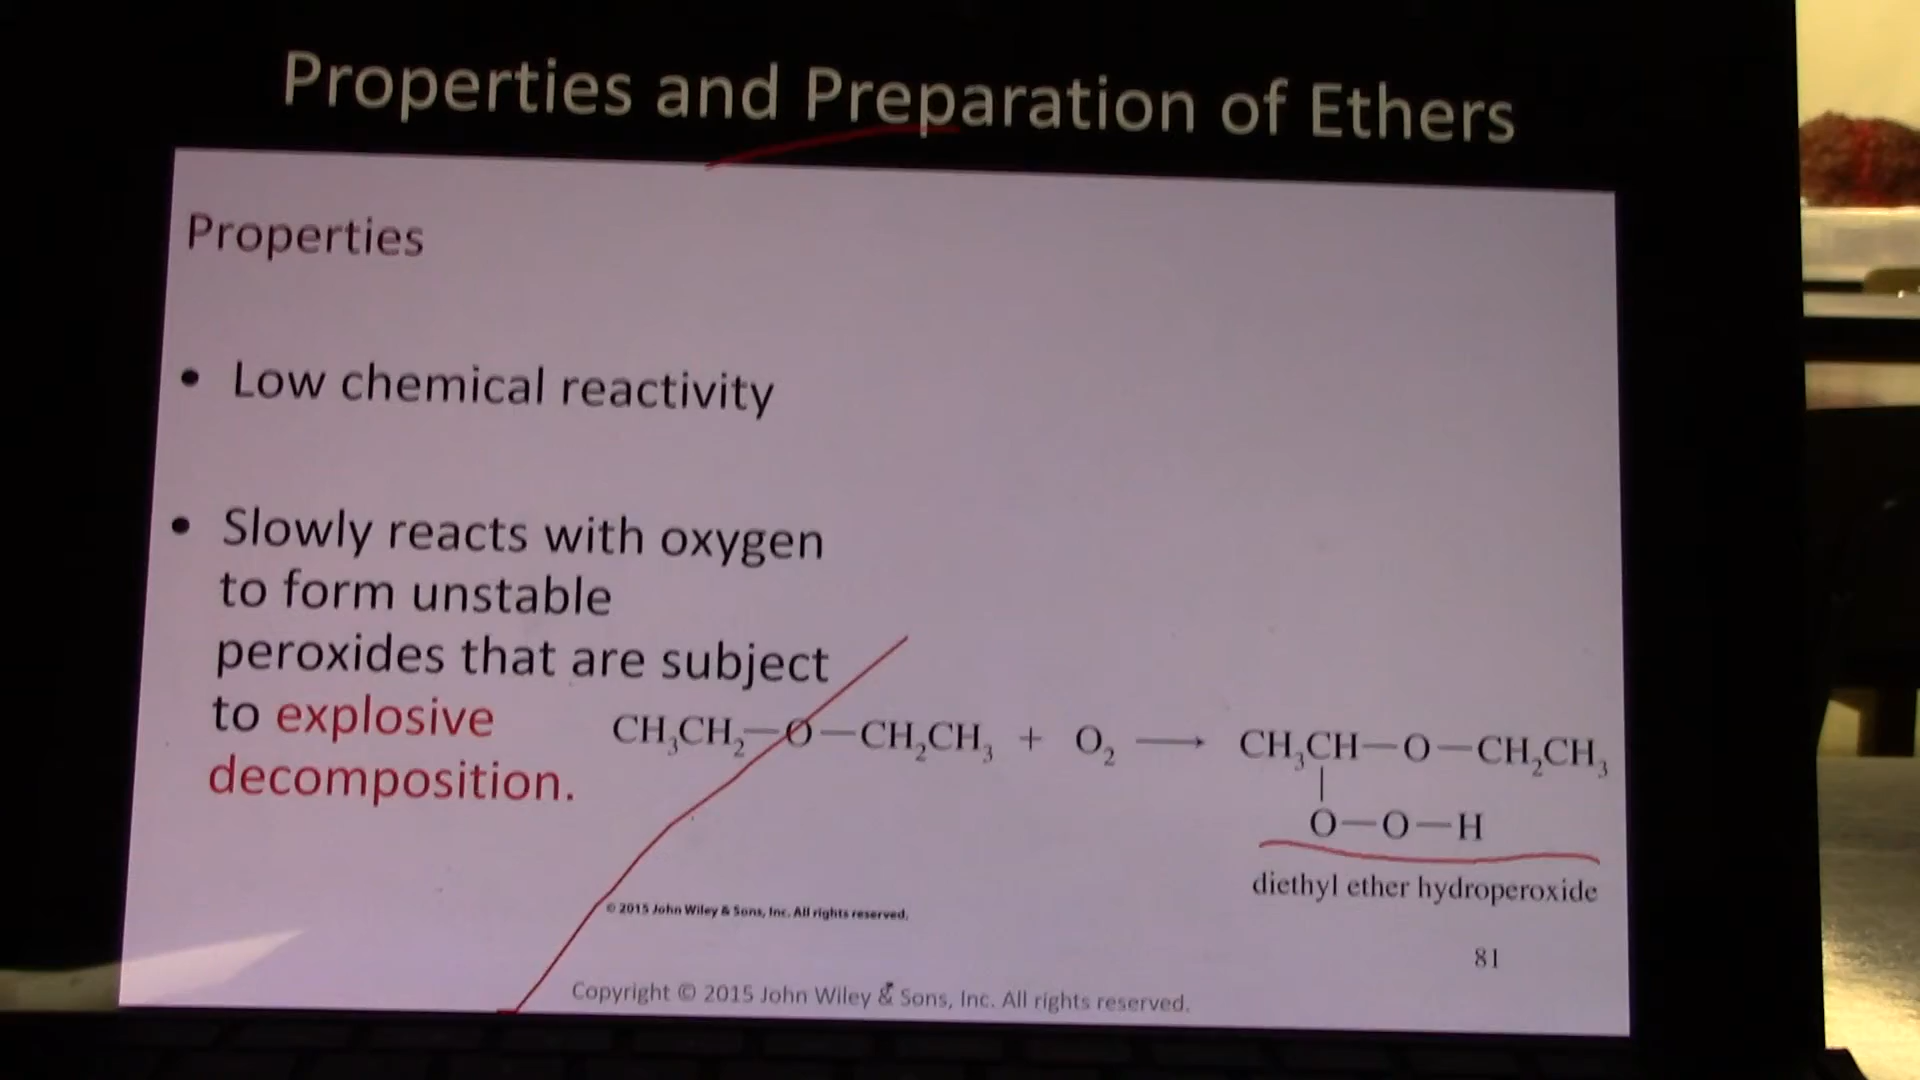 Properties and Preparation of Ethers
Properties
• Low chemical reactivity
• Slowly reacts with oxygen
to form unstable
peroxides that are subject
to explosive
decomposition.
CH₃CH₂—O—CH₂CH₃ + O₂ ⟶ CH₃CH—O—CH₂CH₃
|
O—O—H
diethyl ether hydroperoxide
© 2015 John Wiley & Sons, Inc. All rights reserved.
81
Copyright © 2015 John Wiley & Sons, Inc. All rights reserved.